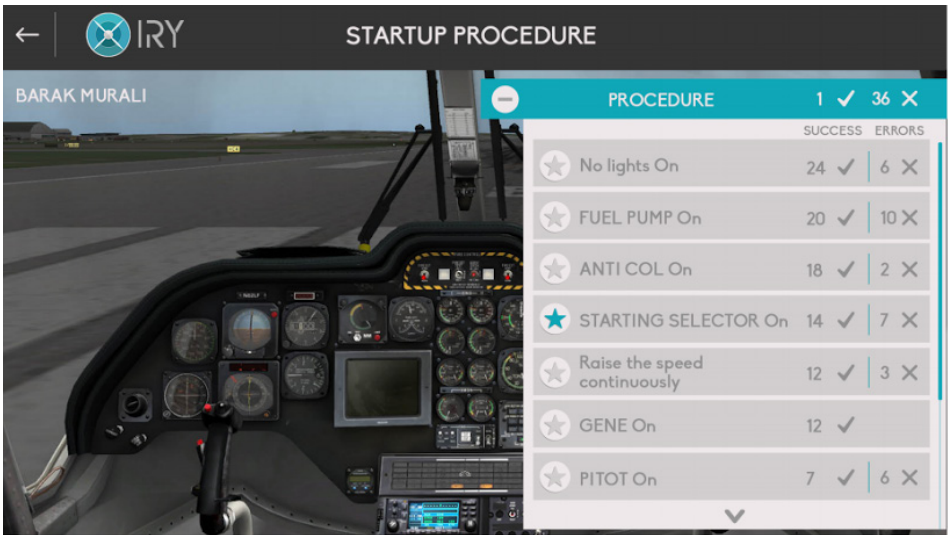 IRY
STARTUP PROCEDURE
BARAK MURALI
PROCEDURE 1 36
SUCCESS ERRORS
No lights On 24 6
FUEL PUMP On 20 10
ANTI COL On 18 2
STARTING SELECTOR On 14 7
Raise the speed
continuously 12 3
GENE On 12
PITOT On 7 6